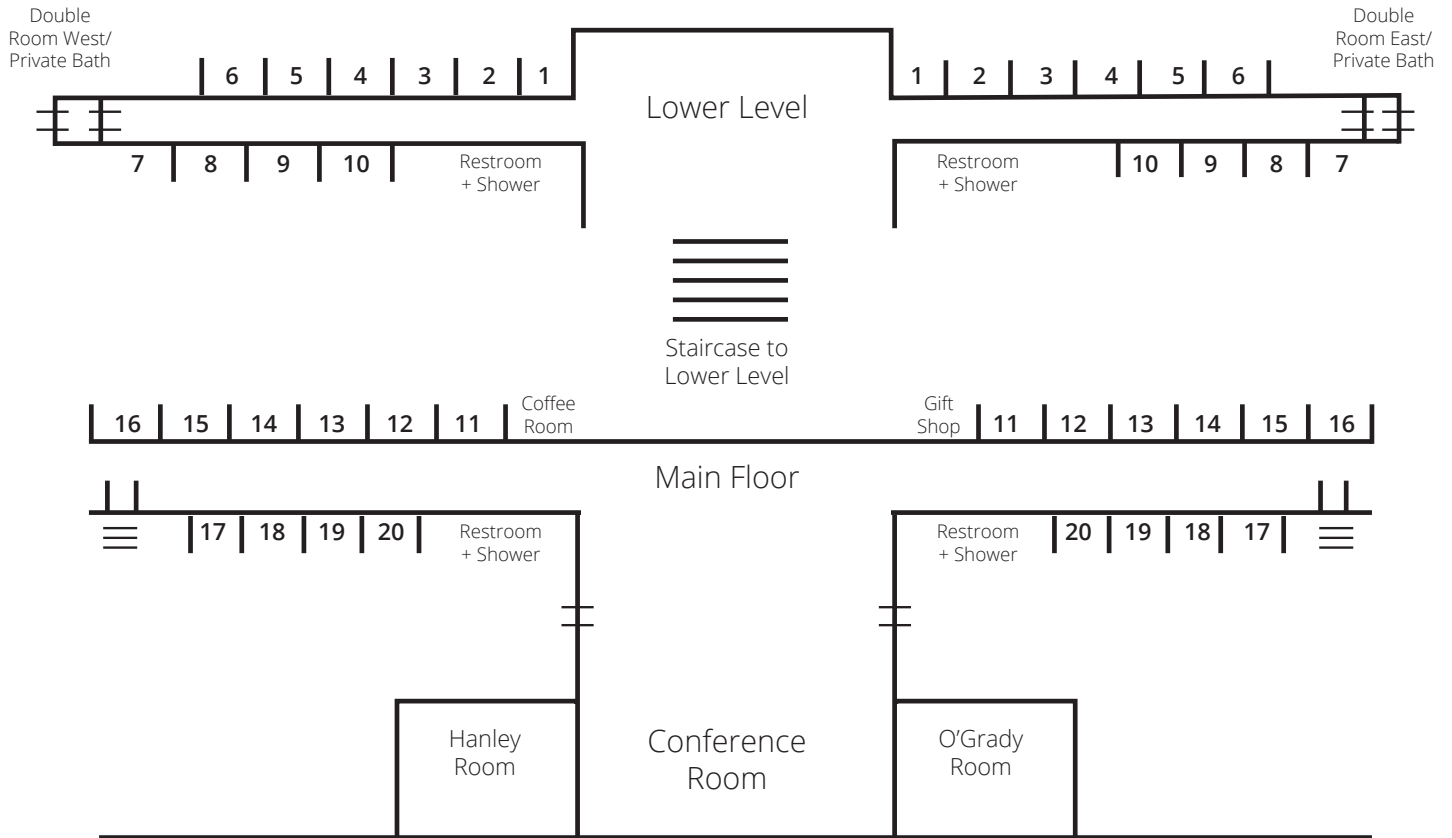 Double
Room West/
Private Bath
Double
Room East/
Private Bath
6 5 4 3 2 1
1 2 3 4 5 6
Lower Level
7 8 9 10
Restroom
+ Shower
Restroom
+ Shower
10 9 8 7
Staircase to
Lower Level
16 15 14 13 12 11
Coffee
Room
Gift
Shop
11 12 13 14 15 16
Main Floor
17 18 19 20
Restroom
+ Shower
Restroom
+ Shower
20 19 18 17
Hanley
Room
Conference
Room
O'Grady
Room